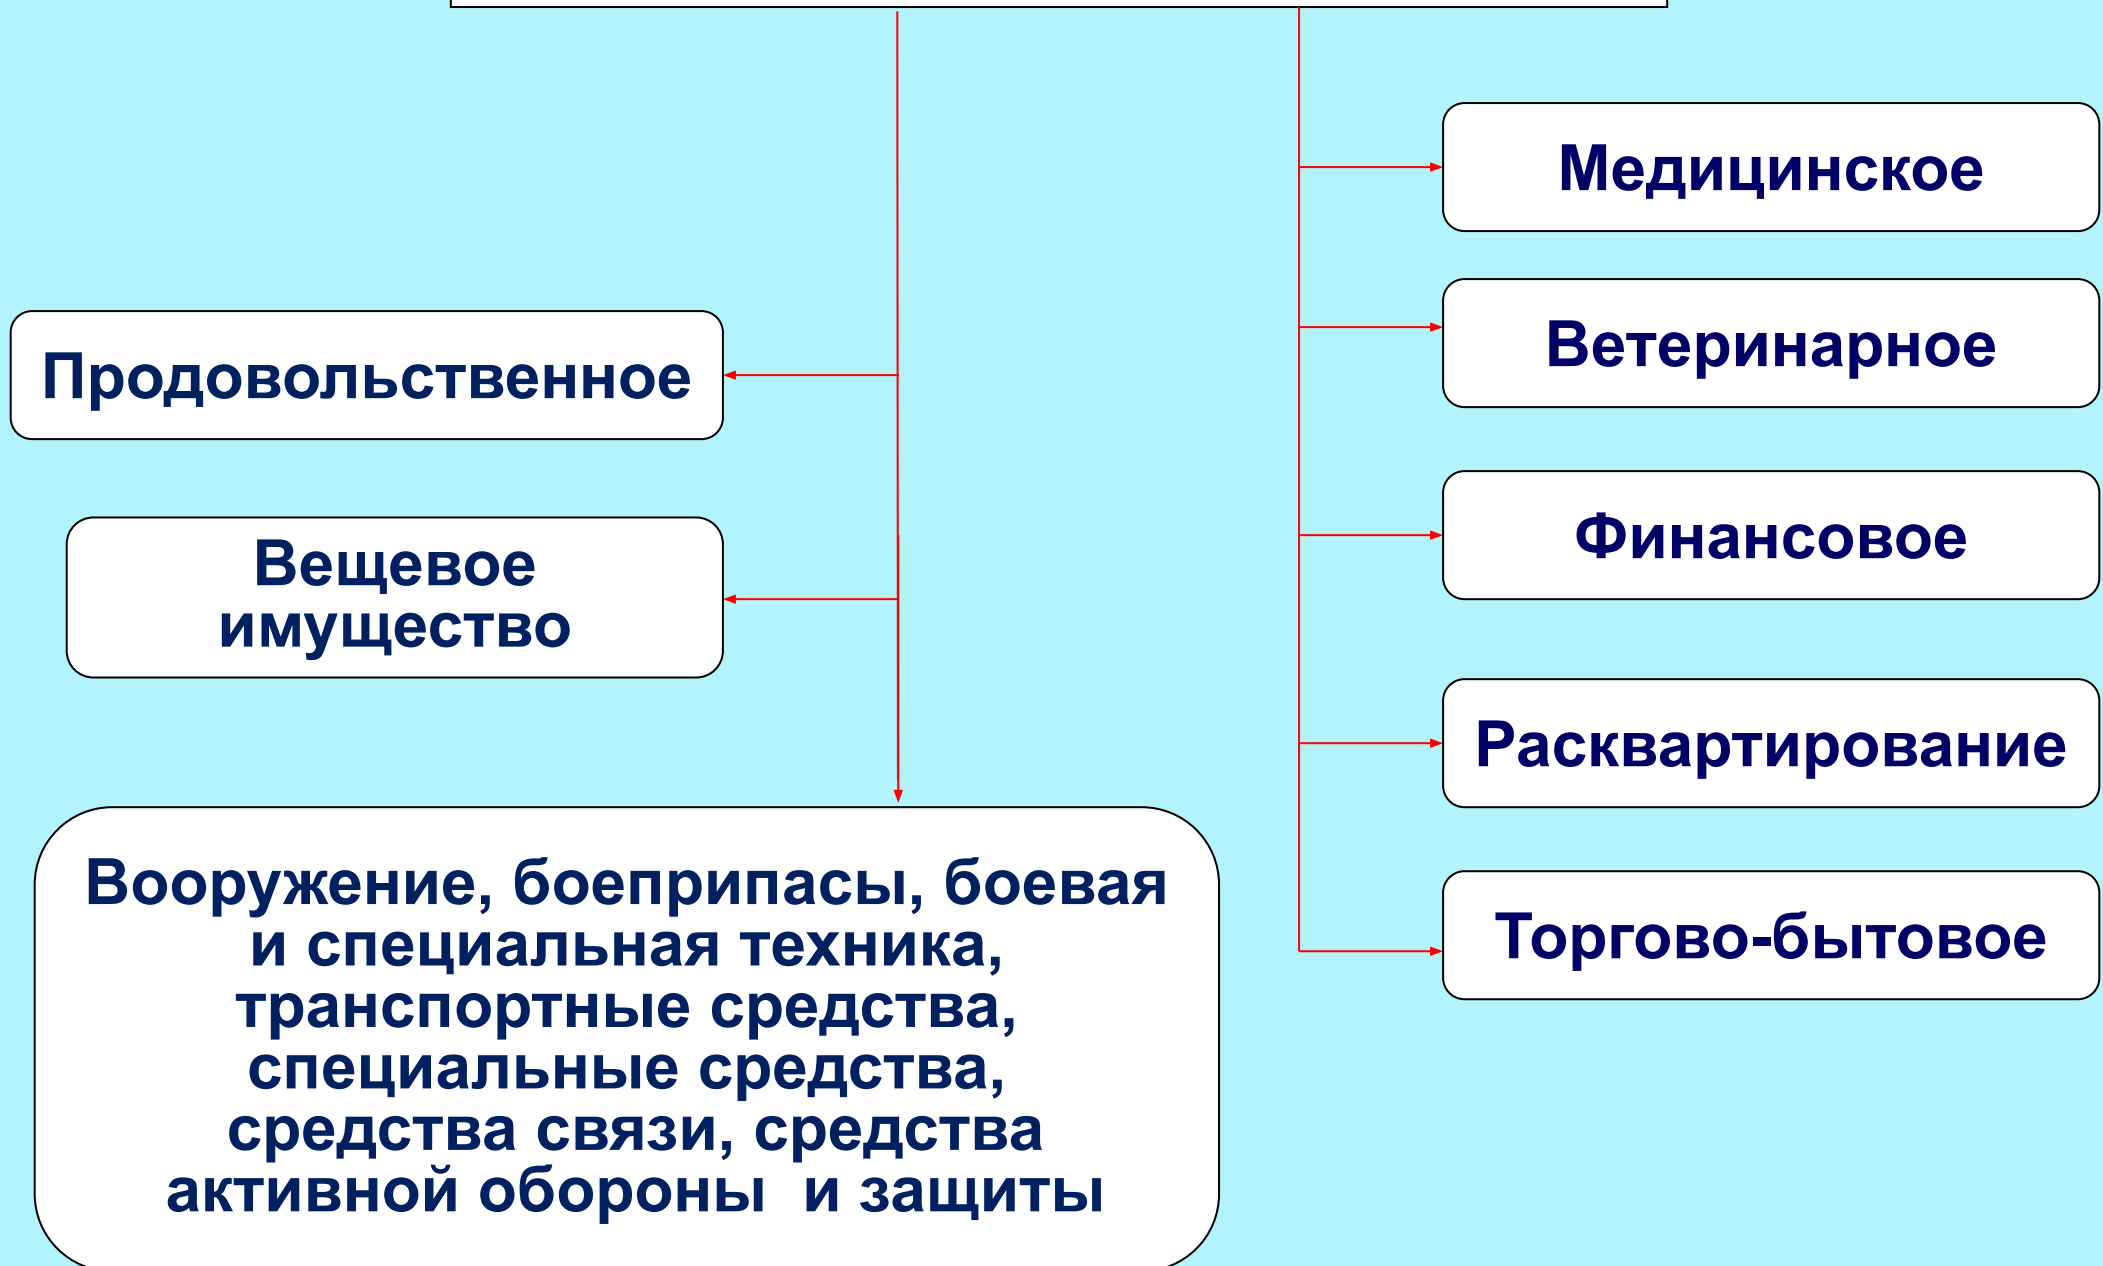 Продовольственное
Вещевое
имущество
Вооружение, боеприпасы, боевая
и специальная техника,
транспортные средства,
специальные средства,
средства связи, средства
активной обороны  и защиты
Медицинское
Ветеринарное
Финансовое
Расквартирование
Торгово-бытовое